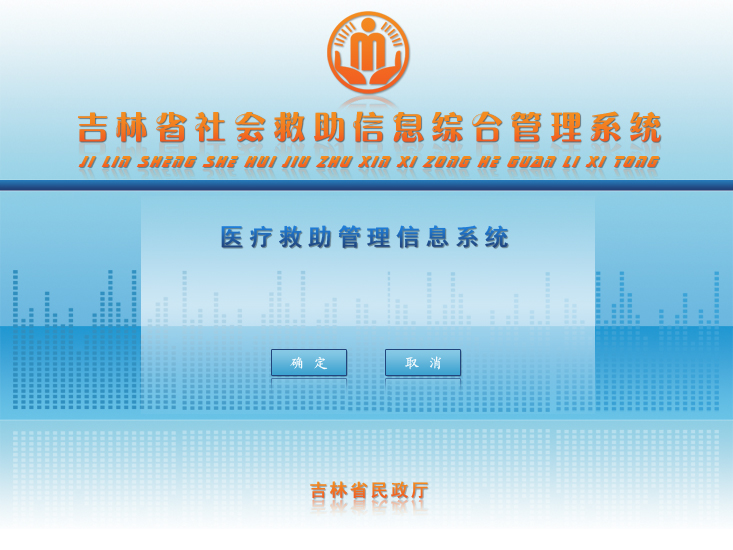 吉林省社会救助信息综合管理系统
JI LIN SHENG SHE HUI JIU ZHU XIN XI ZONG HE GUAN LI XI TONG
医疗救助管理信息系统
确 定
取 消
吉林省民政厅